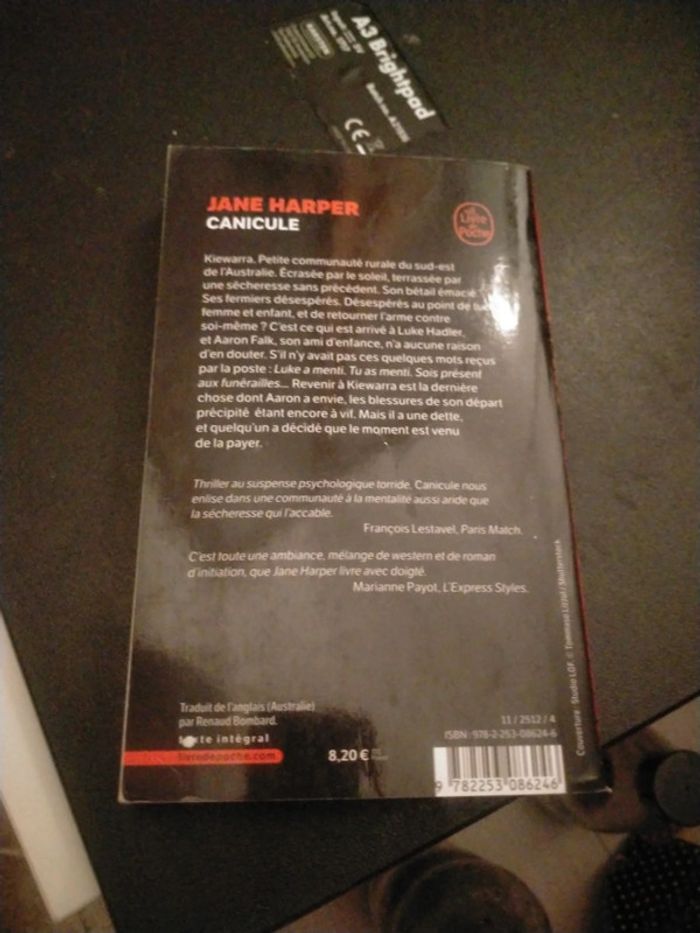 A3 Brightpad
CE
JANE HARPER
CANICULE
Le Livre
de Poche
Kiewarra. Petite communauté rurale du sud-est
de l'Australie. Écrasée par le soleil, terrassée par
une sécheresse sans précédent. Son bétail émacié.
Ses fermiers désespérés. Désespérés au point de tuer
femme et enfant, et de retourner l'arme contre
soi-même ? C'est ce qui est arrivé à Luke Hadler,
et Aaron Falk, son ami d'enfance, n'a aucune raison
d'en douter. S'il n'y avait pas ces quelques mots reçus
par la poste : Luke a menti. Tu as menti. Sois présent
aux funérailles... Revenir à Kiewarra est la dernière
chose dont Aaron a envie, les blessures de son départ
précipité étant encore à vif. Mais il a une dette,
et quelqu'un a décidé que le moment est venu
de la payer.
Thriller au suspense psychologique torride. Canicule nous
enlise dans une communauté à la mentalité aussi aride que
la sécheresse qui l'accable.
François Lestavel, Paris Match.
C'est toute une ambiance, mélange de western et de roman
d'initiation, que Jane Harper livre avec doigté.
Marianne Payot, L'Express Styles.
Traduit de l'anglais (Australie)
par Renaud Bombard.
texte intégral
livredepoche.com
8,20 €
11 / 2512 / 4
ISBN : 978-2-253-08624-6
9 782253 086246
Couverture : Studio LGF. © Tommaso Lizzul / Shutterstock.